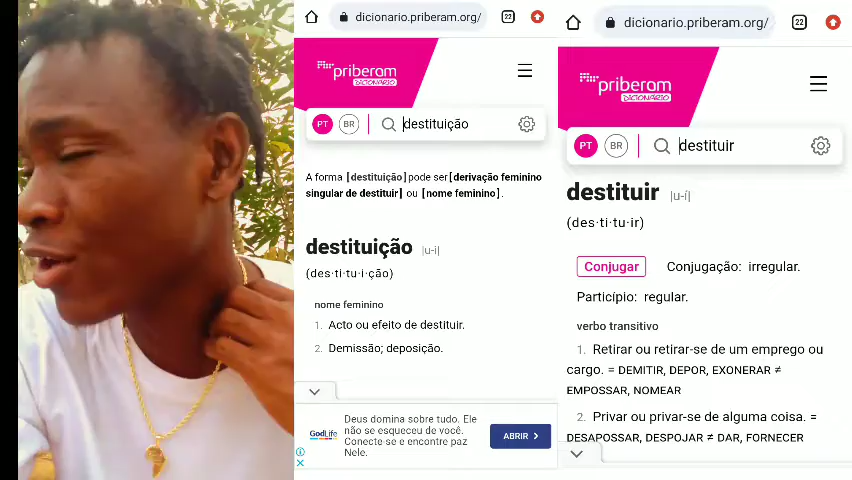 dicionario.priberam.org/
22
priberam
DICIONÁRIO
PT
BR
destituição
A forma [destituição] pode ser [derivação feminino
singular de destituir] ou [nome feminino].
destituição |u-i|
(des·ti·tu·i·ção)
nome feminino
1. Acto ou efeito de destituir.
2. Demissão; deposição.
GodLife
Deus domina sobre tudo. Ele
não se esqueceu de você.
Conecte-se e encontre paz
Nele.
ABRIR
dicionario.priberam.org/
22
priberam
DICIONÁRIO
PT
BR
destituir
destituir |u-í|
(des·ti·tu·ir)
Conjugar Conjugação: irregular.
Particípio: regular.
verbo transitivo
1. Retirar ou retirar-se de um emprego ou
cargo. = DEMITIR, DEPOR, EXONERAR ≠
EMPOSSAR, NOMEAR
2. Privar ou privar-se de alguma coisa. =
DESAPOSSAR, DESPOJAR ≠ DAR, FORNECER